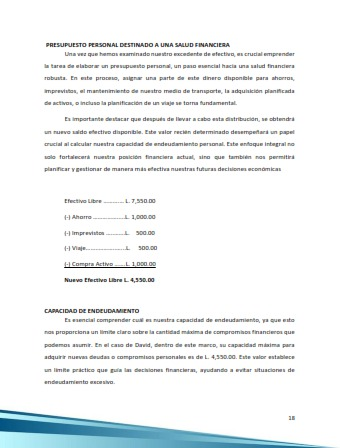 PRESUPUESTO PERSONAL DESTINADO A UNA SALUD FINANCIERA
Una vez que hemos examinado nuestro excedente de efectivo, es crucial emprender
la tarea de elaborar un presupuesto personal, un paso esencial hacia una salud financiera
robusta. En este proceso, asignar una parte de este dinero disponible para ahorros,
imprevistos, el mantenimiento de nuestro medio de transporte, la adquisición planificada
de activos, o incluso la planificación de un viaje se torna fundamental.
Es importante destacar que después de llevar a cabo esta distribución, se obtendrá
un nuevo saldo efectivo disponible. Este valor recién determinado desempeñará un papel
crucial al calcular nuestra capacidad de endeudamiento personal. Este enfoque integral no
solo fortalecerá nuestra posición financiera actual, sino que también nos permitirá
planificar y gestionar de manera más efectiva nuestras futuras decisiones económicas
Efectivo Libre ............ L. 7,550.00
(-) Ahorro ..................L. 1,000.00
(-) Imprevistos ...........L. 500.00
(-) Viaje.......................L. 500.00
(-) Compra Activo ......L. 1,000.00
Nuevo Efectivo Libre L. 4,550.00
CAPACIDAD DE ENDEUDAMIENTO
Es esencial comprender cuál es nuestra capacidad de endeudamiento, ya que esto
nos proporciona un límite claro sobre la cantidad máxima de compromisos financieros que
podemos asumir. En el caso de David, dentro de este marco, su capacidad máxima para
adquirir nuevas deudas o compromisos personales es de L. 4,550.00. Este valor establece
un límite práctico que guía las decisiones financieras, ayudando a evitar situaciones de
endeudamiento excesivo.
18